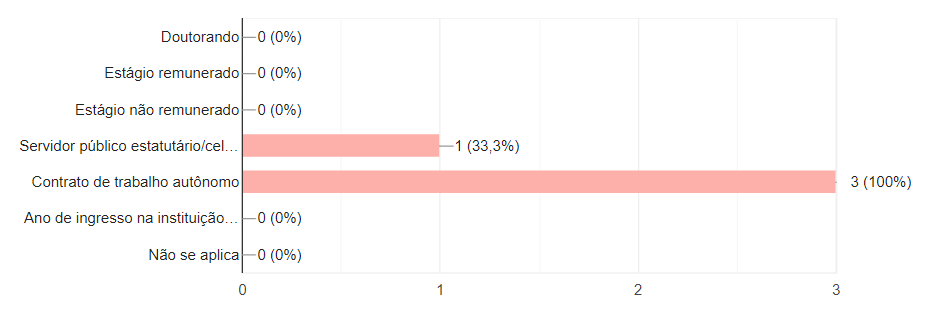 Doutorando 0 (0%)
Estágio remunerado 0 (0%)
Estágio não remunerado 0 (0%)
Servidor público estatutário/cel… 1 (33,3%)
Contrato de trabalho autônomo 3 (100%)
Ano de ingresso na instituição… 0 (0%)
Não se aplica 0 (0%)
0 1 2 3